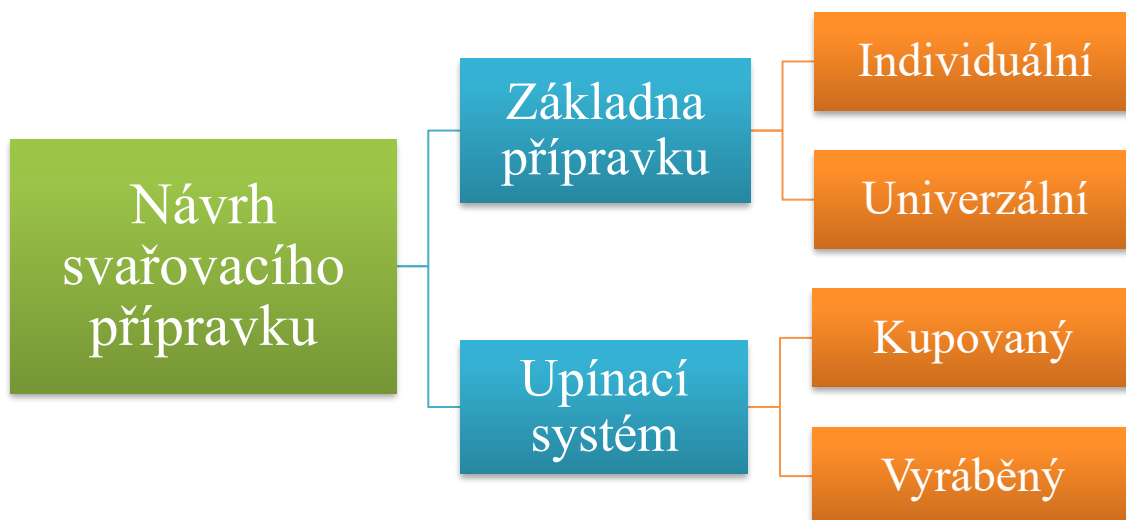 Návrh
svařovacího
přípravku
Základna
přípravku
Individuální
Univerzální
Upínací
systém
Kupovaný
Vyráběný